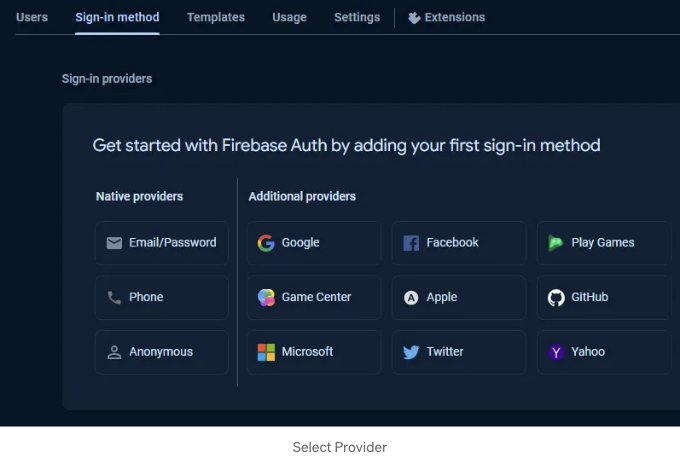 Users Sign-in method Templates Usage Settings Extensions
Sign-in providers
Get started with Firebase Auth by adding your first sign-in method
Native providers Additional providers
Email/Password Google Facebook Play Games
Phone Game Center Apple GitHub
Anonymous Microsoft Twitter Yahoo
Select Provider